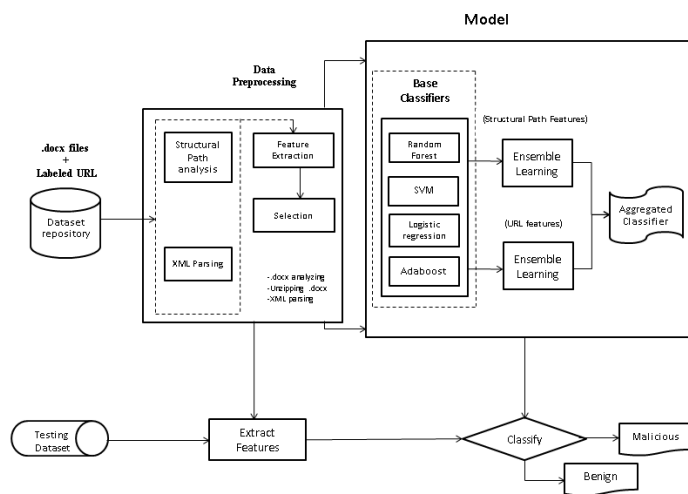 Model
Data
Preprocessing
Base
Classifiers
.docx files
+
Labeled URL
Dataset
repository
Structural
Path
analysis
XML Parsing
Feature
Extraction
Selection
-.docx analyzing
-Unzipping .docx
-XML parsing
Random
Forest
SVM
Logistic
regression
Adaboost
(Structural Path Features)
Ensemble
Learning
(URL features)
Ensemble
Learning
Aggregated
Classifier
Testing
Dataset
Extract
Features
Classify
Malicious
Benign